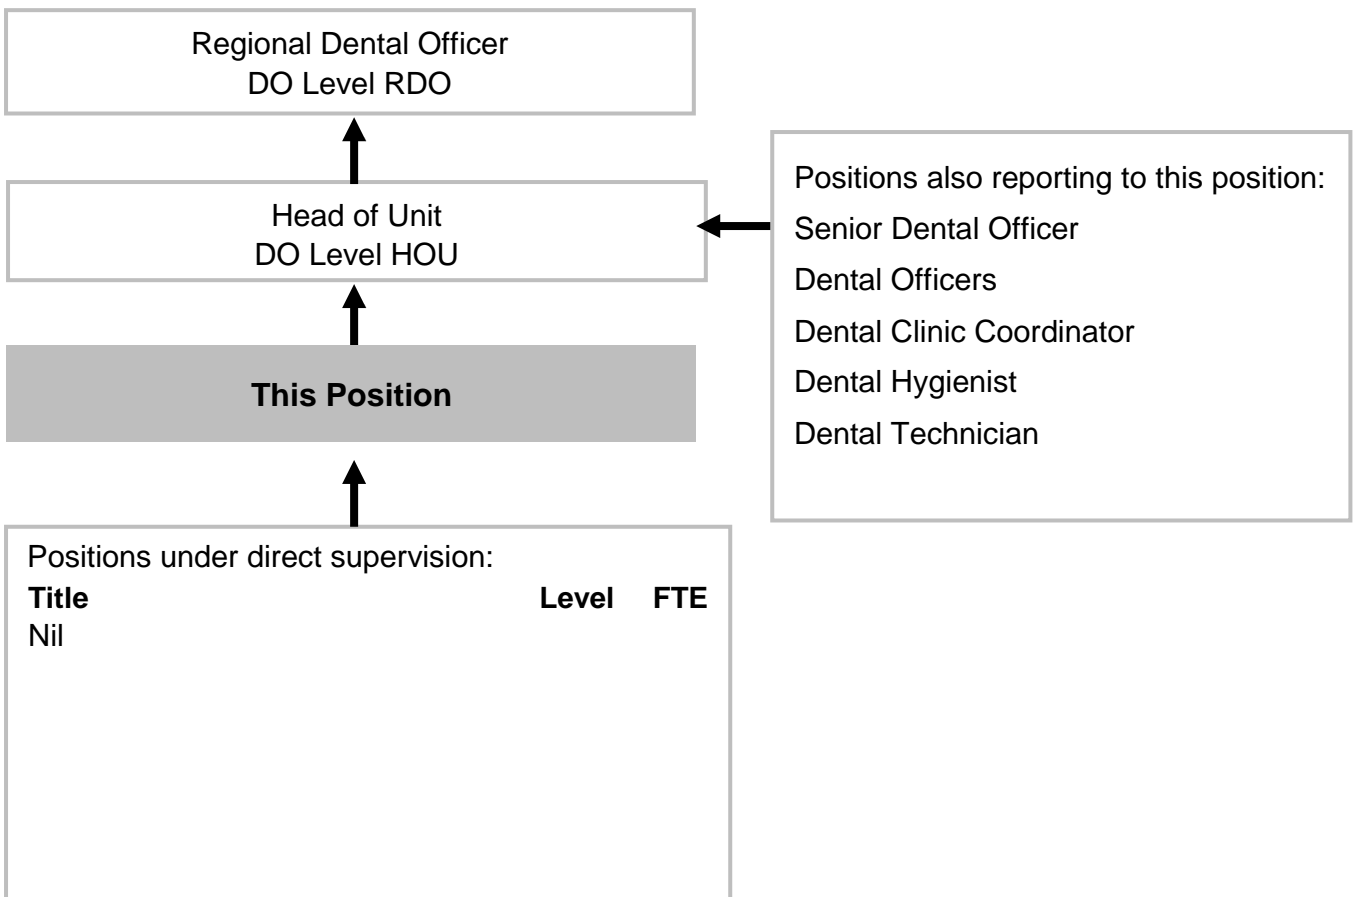 Regional Dental Officer
DO Level RDO
Head of Unit
DO Level HOU
This Position
Positions under direct supervision:
Title Level FTE
Nil
Positions also reporting to this position:
Senior Dental Officer
Dental Officers
Dental Clinic Coordinator
Dental Hygienist
Dental Technician